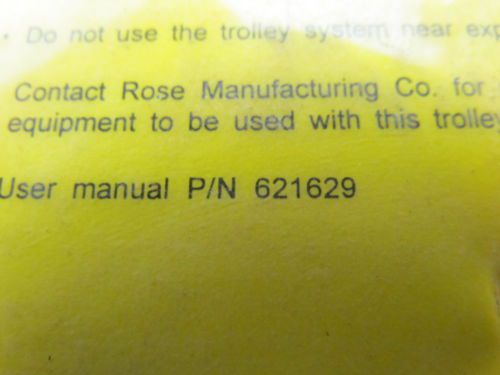 · Do not use the trolley system near exp
Contact Rose Manufacturing Co. for
equipment to be used with this trolley
User manual P/N 621629